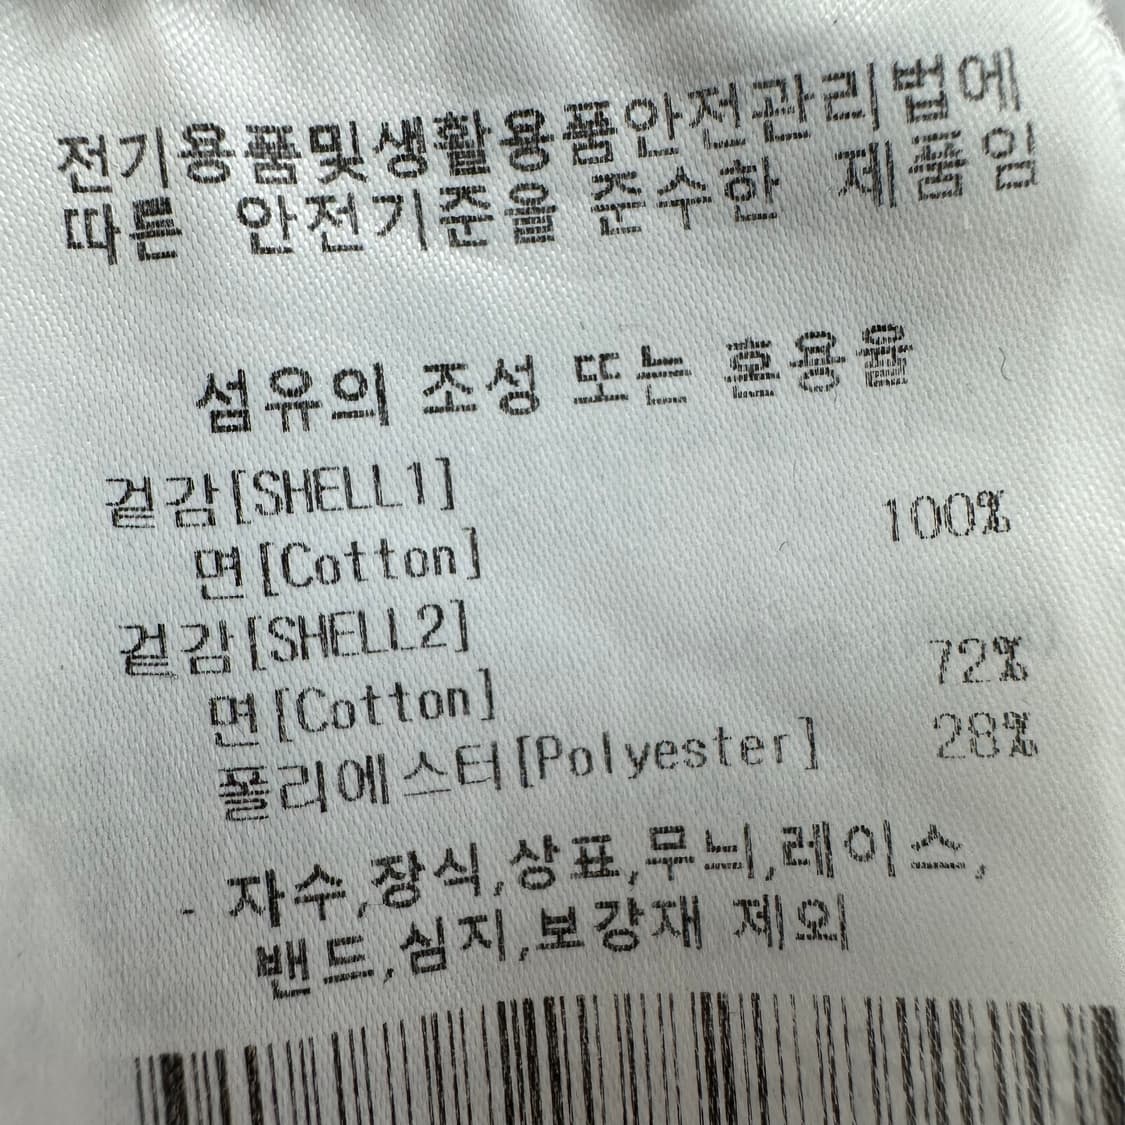 전기용품및생활용품안전관리법에
따른 안전기준을 준수한 제품임
섬유의 조성 또는 혼용율
겉감[SHELL1]
면[Cotton] 100%
겉감[SHELL2]
면[Cotton] 72%
폴리에스터[Polyester] 28%
- 자수,장식,상표,무늬,레이스,
밴드,심지,보강재 제외